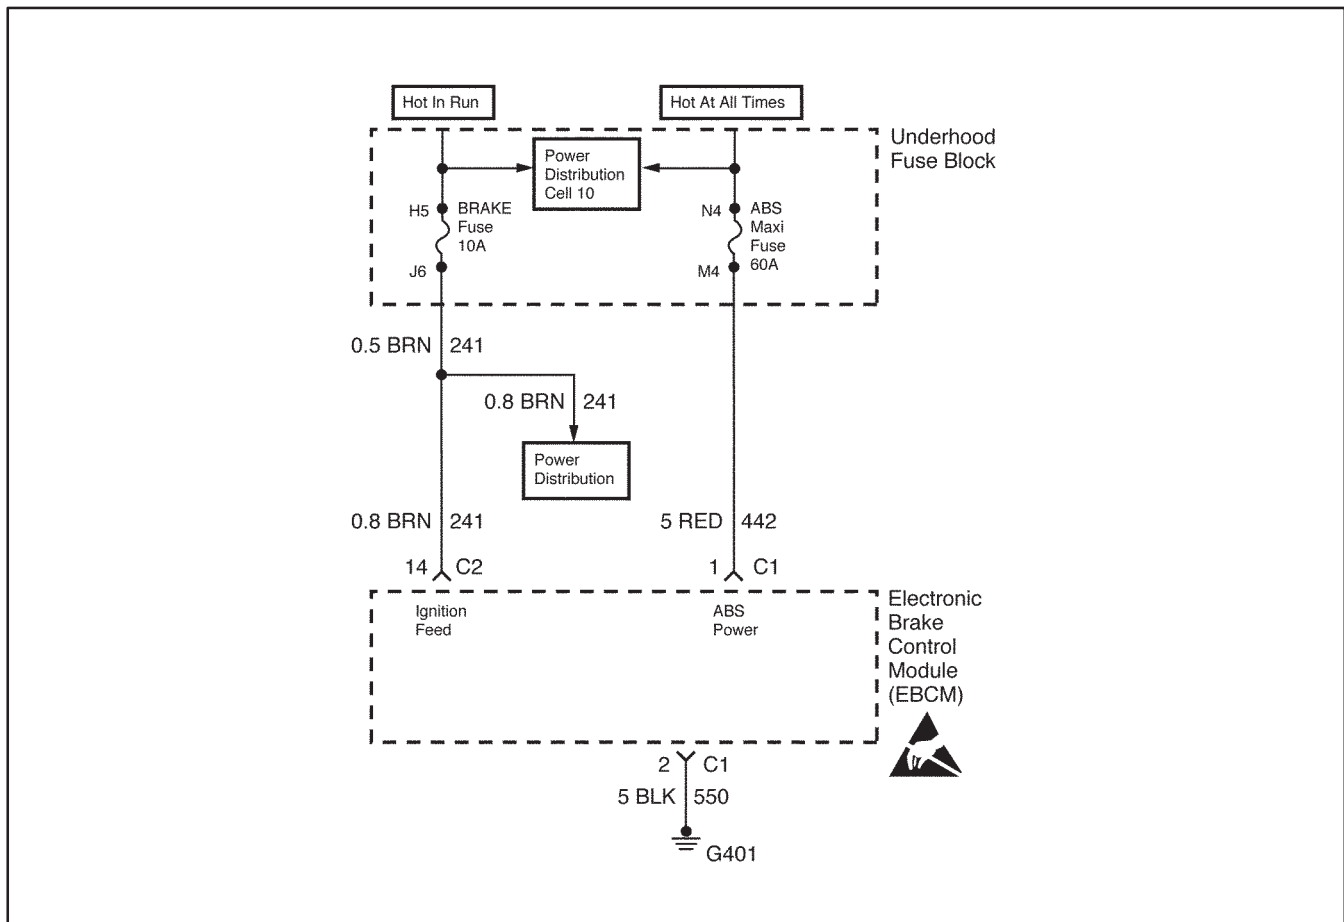 Hot In Run
Hot At All Times
Underhood
Fuse Block
Power
Distribution
Cell 10
H5
BRAKE
Fuse
10A
J6
N4
ABS
Maxi
Fuse
60A
M4
0.5 BRN 241
0.8 BRN 241
Power
Distribution
0.8 BRN 241
5 RED 442
14 C2
1 C1
Ignition
Feed
ABS
Power
Electronic
Brake
Control
Module
(EBCM)
2 C1
5 BLK 550
G401